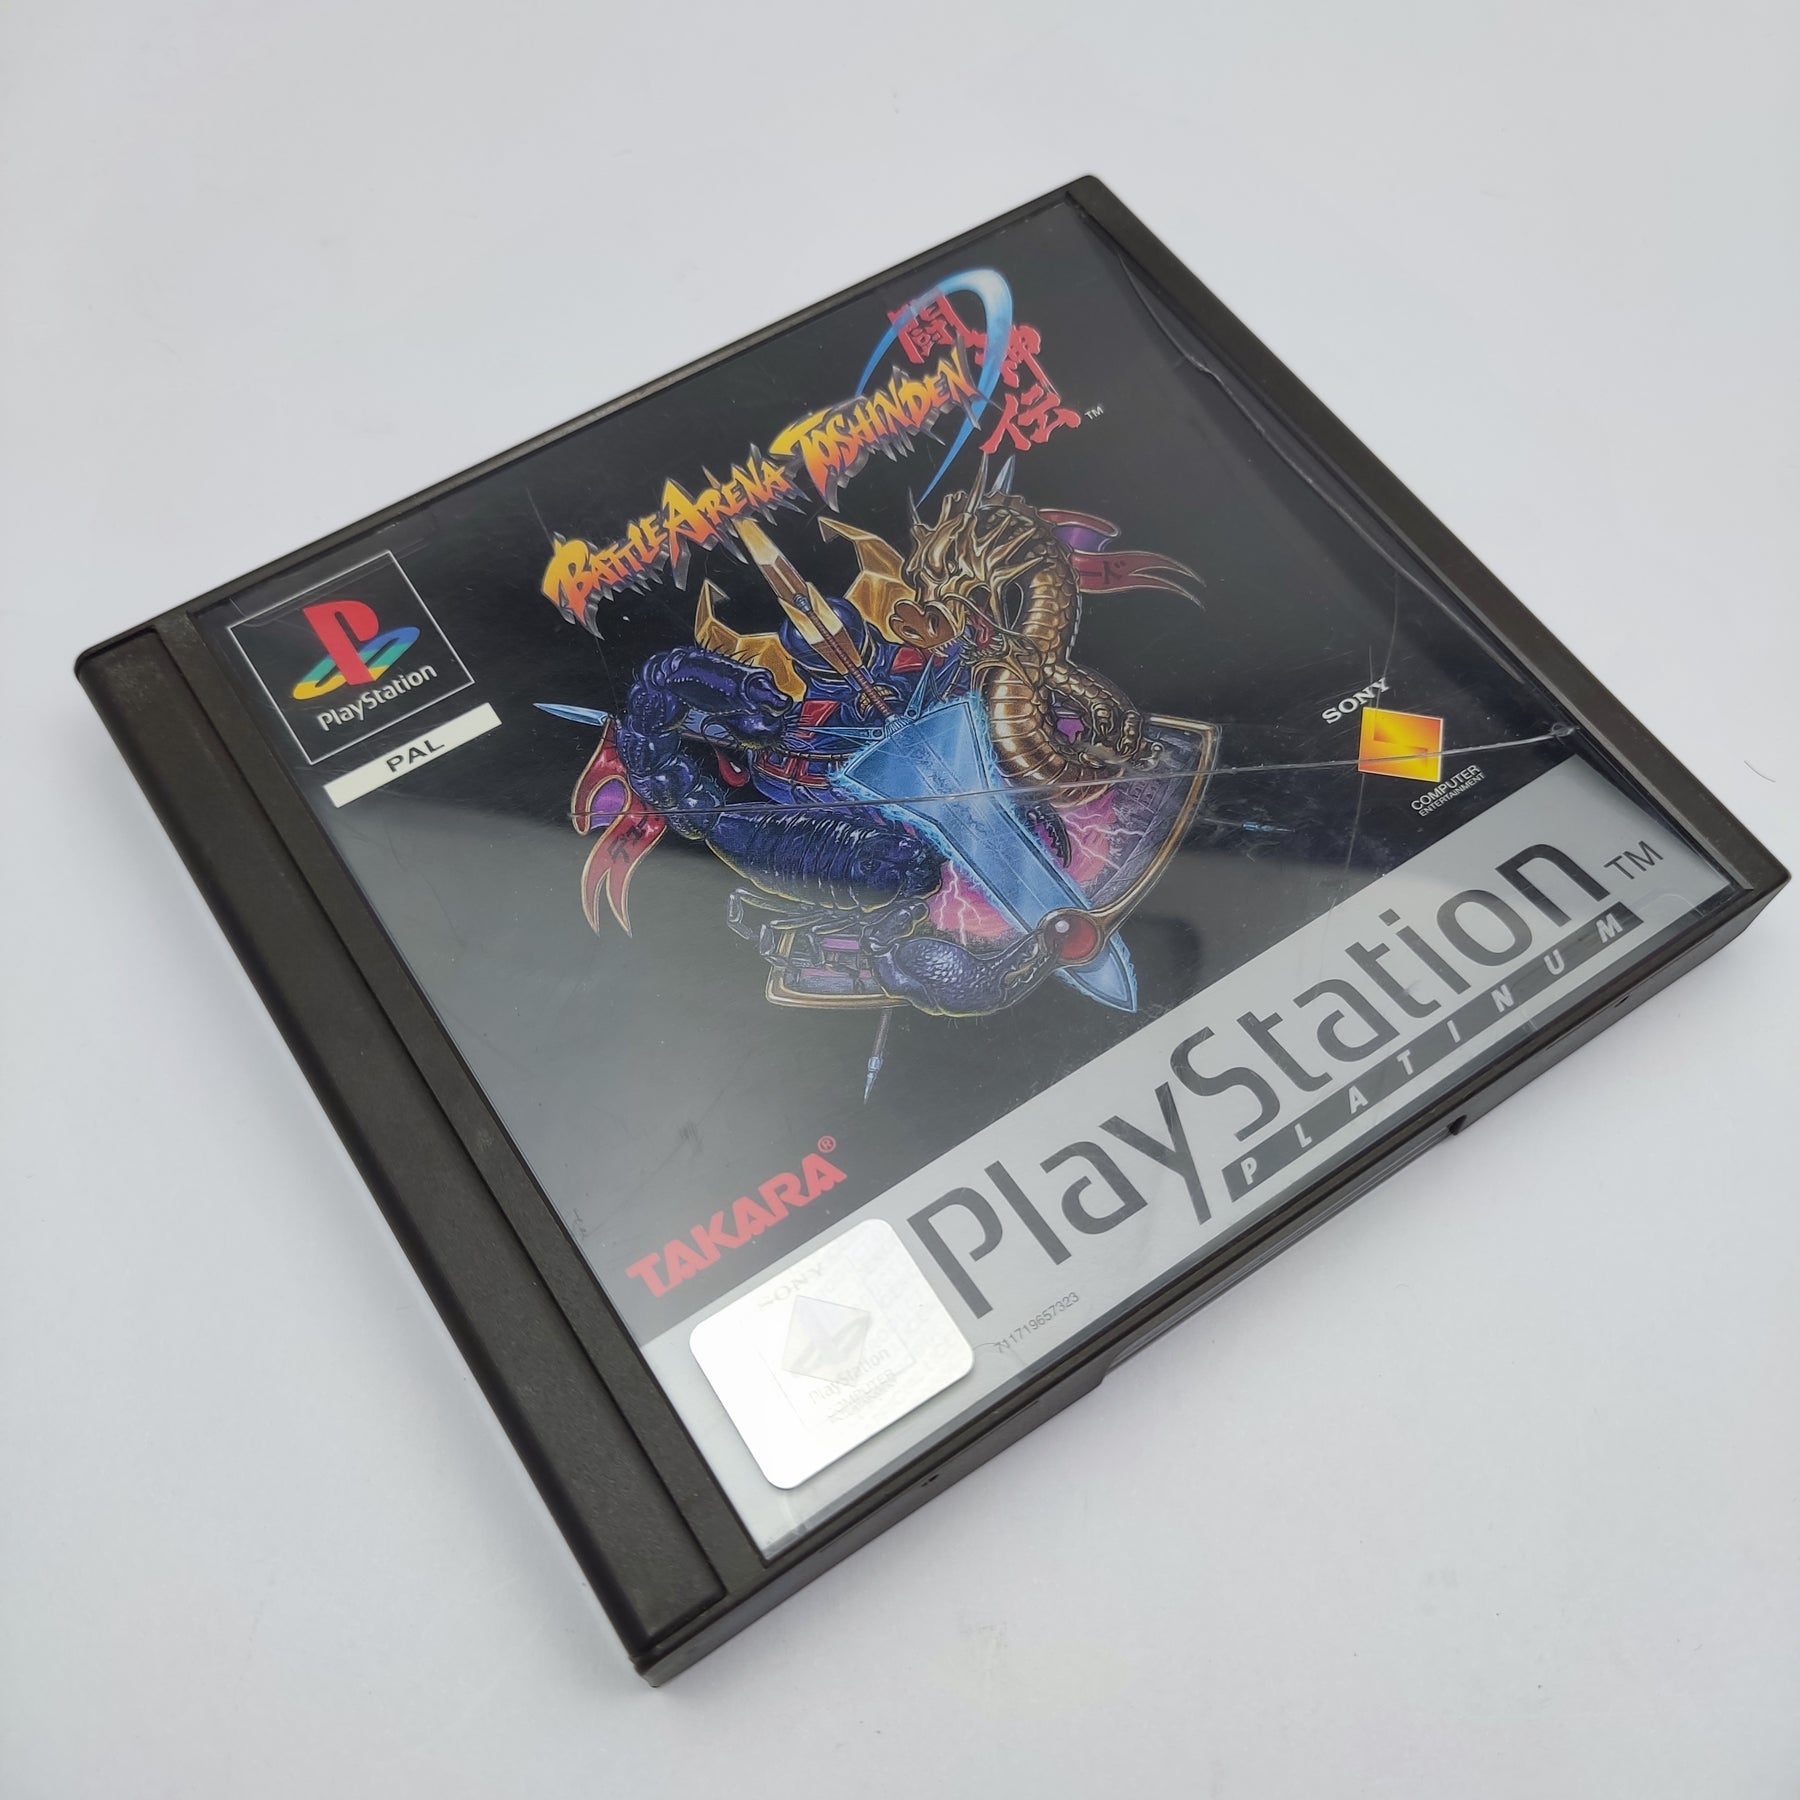 闘神伝
TM
BATTLE ARENA TOSHINDEN
PlayStation
PAL
SONY
COMPUTER
ENTERTAINMENT
TAKARA®
PlayStation TM
PLATINUM
SONY
PlayStation
COMPUTER
711719657323